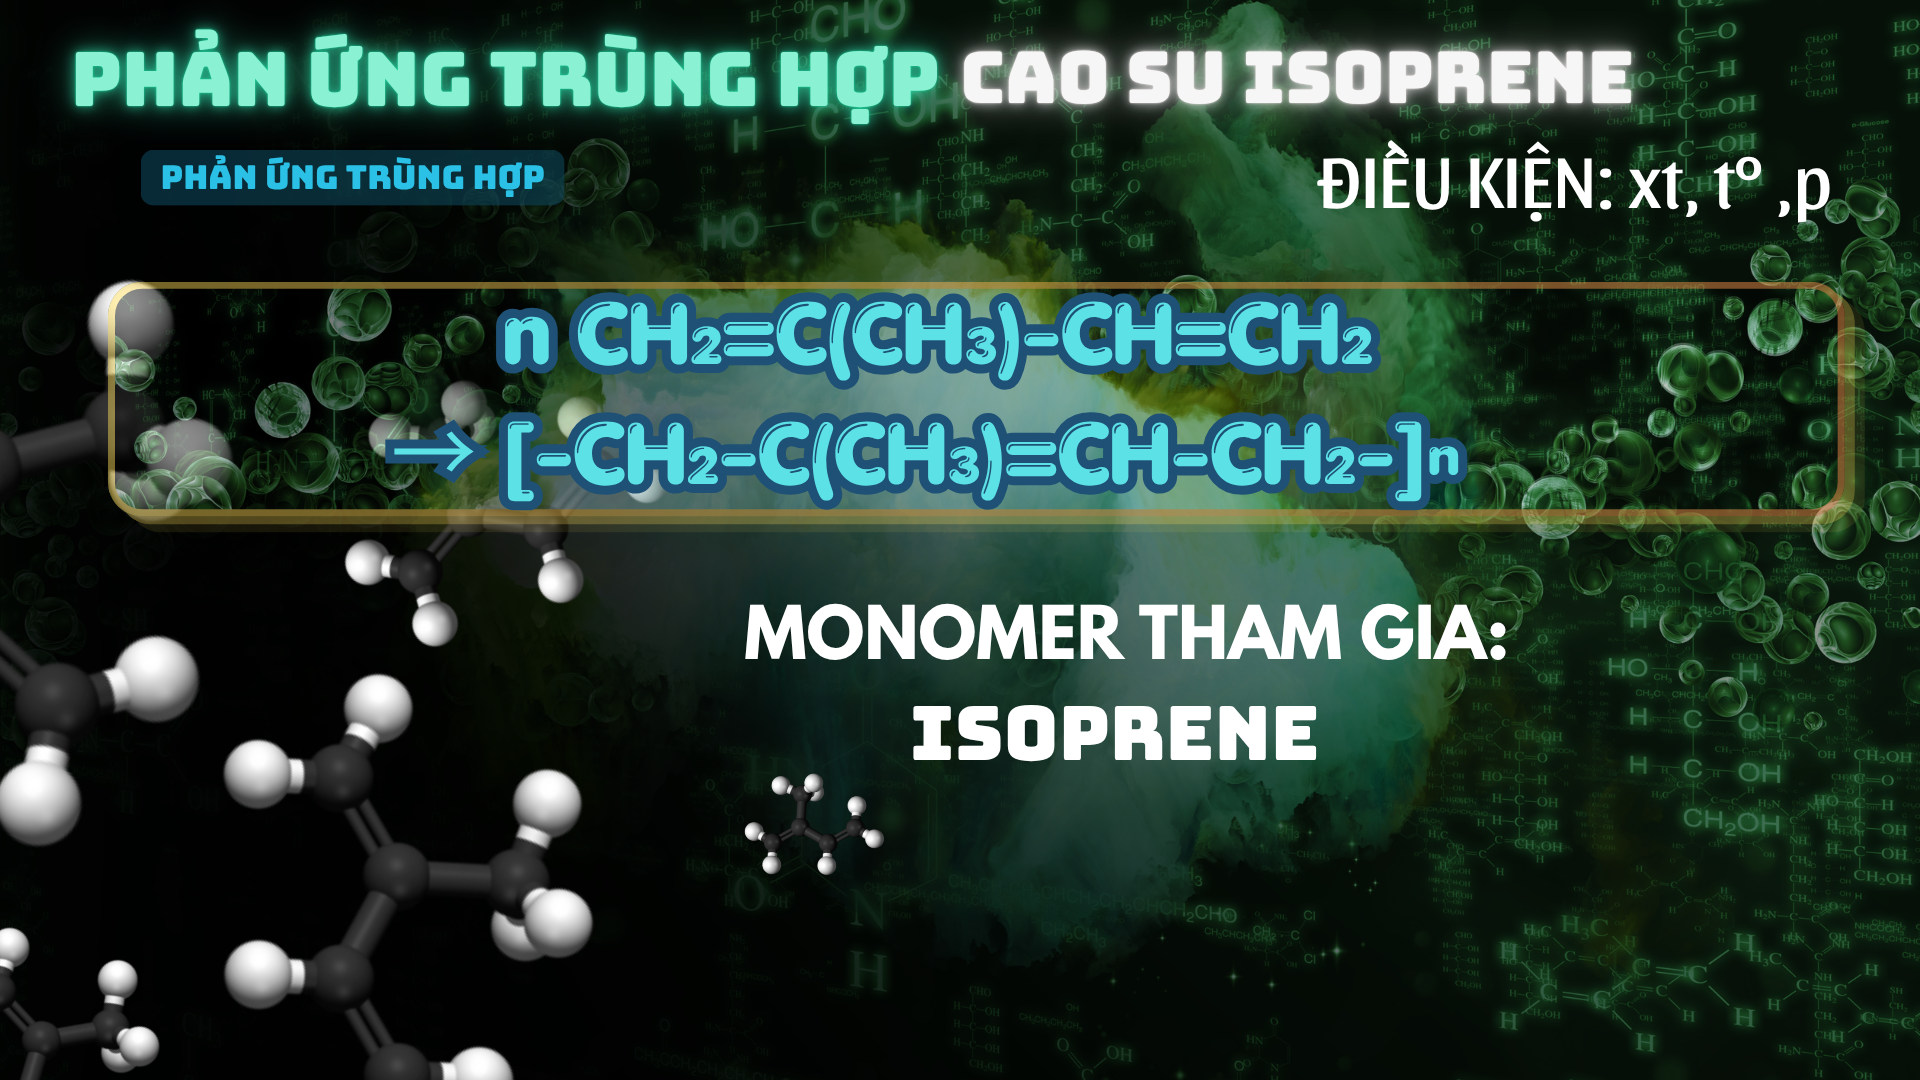 PHẢN ỨNG TRÙNG HỢP CAO SU ISOPRENE
PHẢN ỨNG TRÙNG HỢP
ĐIỀU KIỆN: xt, tº ,p
n CH₂=C(CH₃)-CH=CH₂
→ [-CH₂-C(CH₃)=CH-CH₂-]n
MONOMER THAM GIA:
ISOPRENE